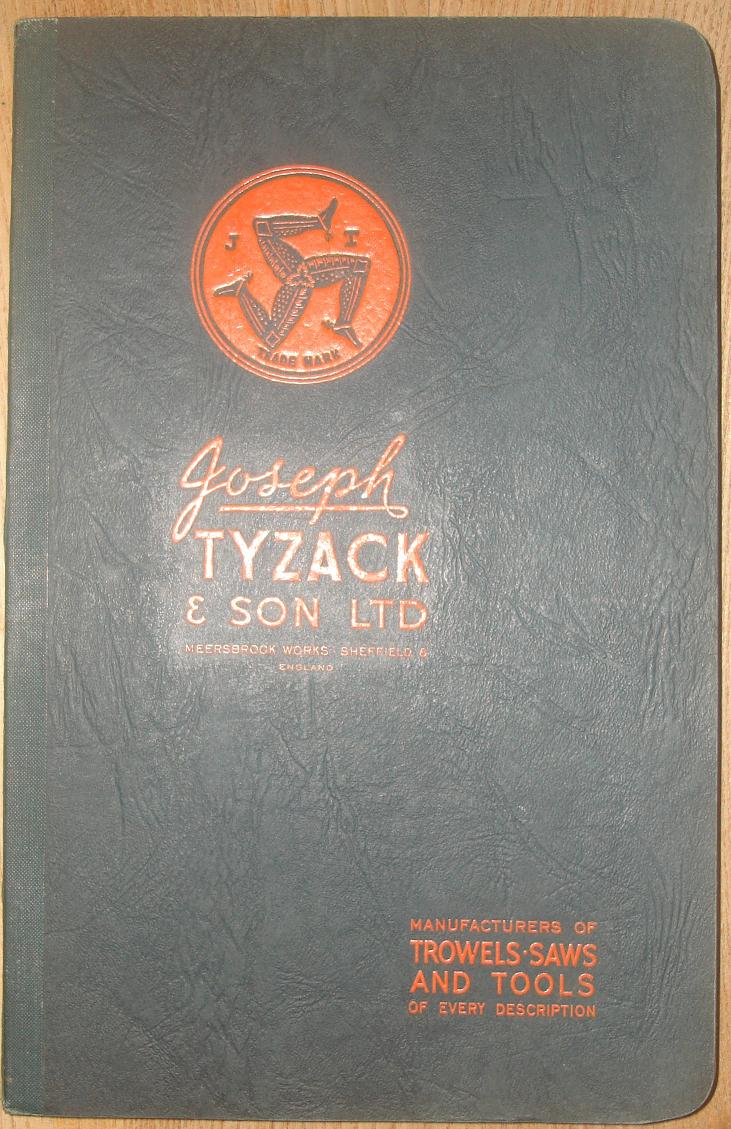 J T
TRADE MARK
Joseph
TYZACK
& SON LTD
MEERSBROOK WORKS SHEFFIELD, 8
ENGLAND
MANUFACTURERS OF
TROWELS·SAWS
AND TOOLS
OF EVERY DESCRIPTION